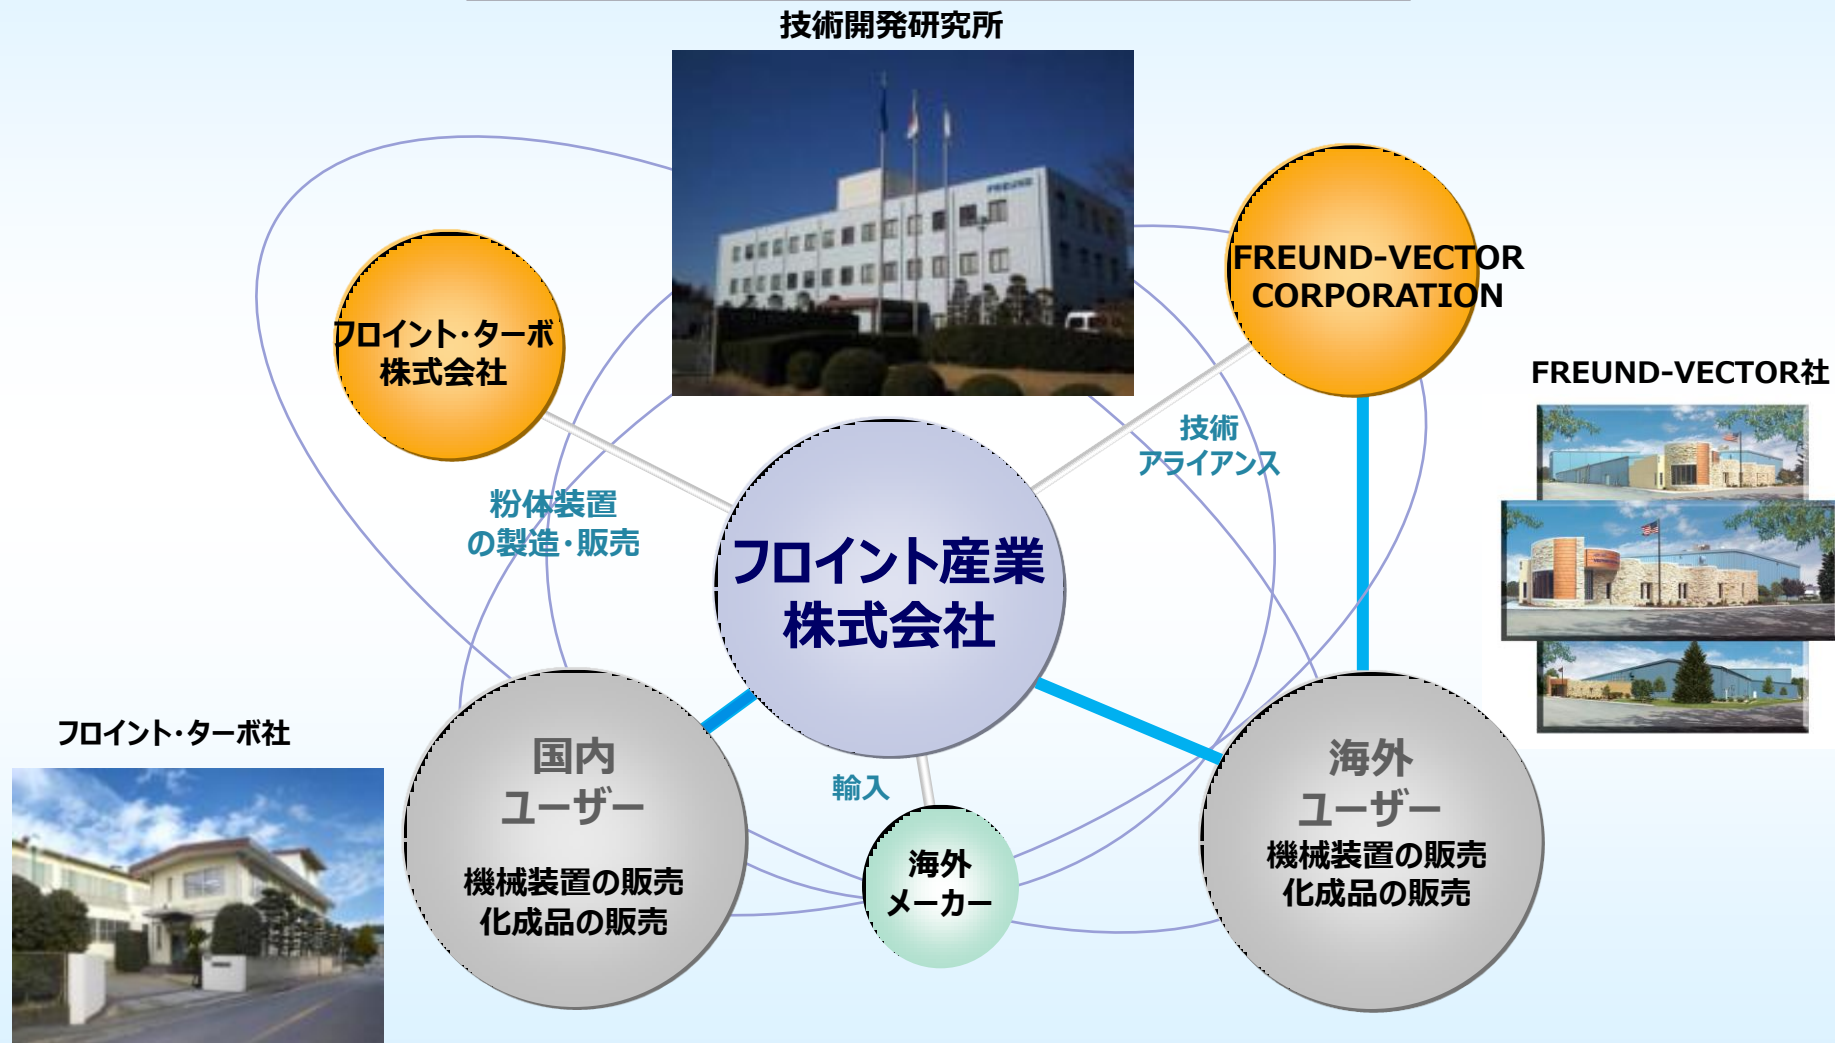 技術開発研究所
FREUND
FREUND-VECTOR
CORPORATION
フロイント・ターボ
株式会社
FREUND-VECTOR社
技術
アライアンス
粉体装置
の製造・販売
フロイント産業
株式会社
フロイント・ターボ社
国内
ユーザー
機械装置の販売
化成品の販売
輸入
海外
メーカー
海外
ユーザー
機械装置の販売
化成品の販売